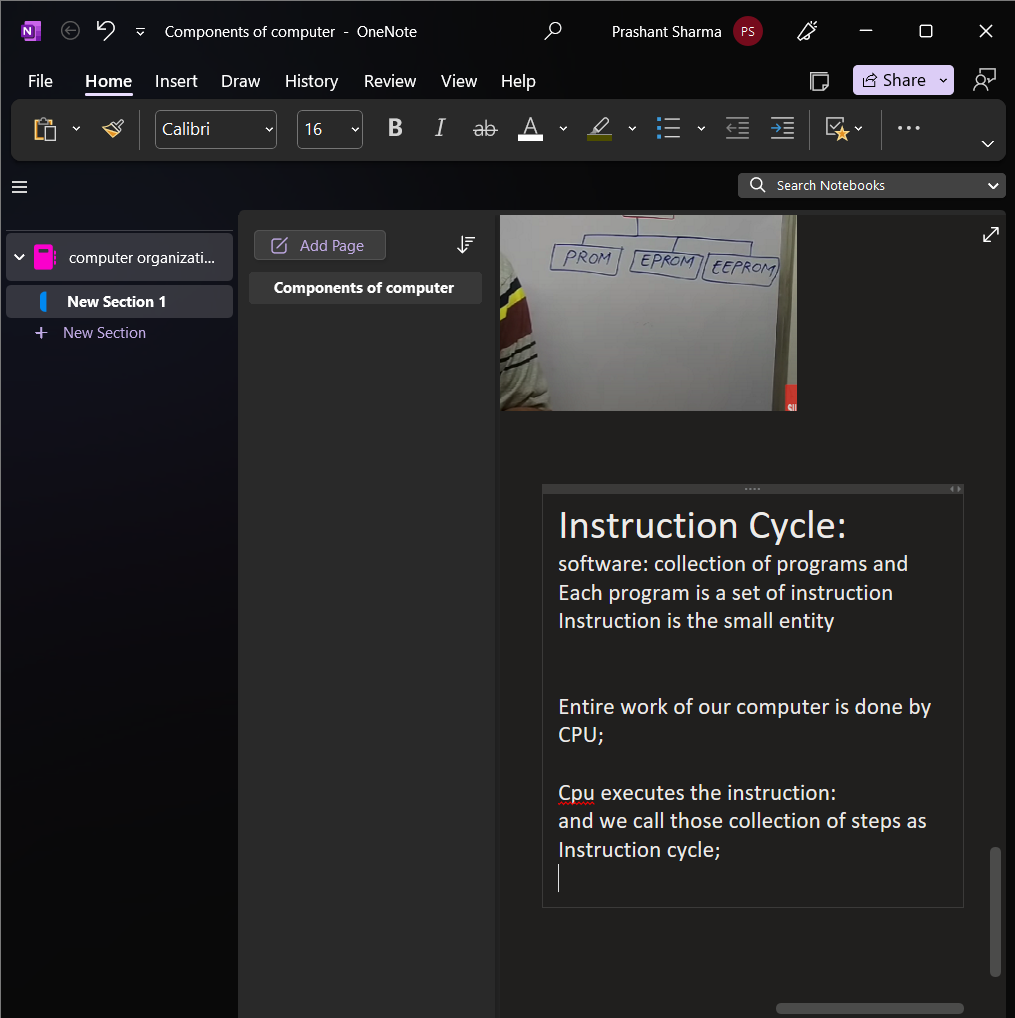 Components of computer - OneNote
Prashant Sharma PS
File Home Insert Draw History Review View Help
Share
Calibri 16 B I ab A
Search Notebooks
computer organizati...
New Section 1
New Section
Add Page
Components of computer
PROM EPROM EEPROM
Instruction Cycle:
software: collection of programs and
Each program is a set of instruction
Instruction is the small entity
Entire work of our computer is done by
CPU;
Cpu executes the instruction:
and we call those collection of steps as
Instruction cycle;